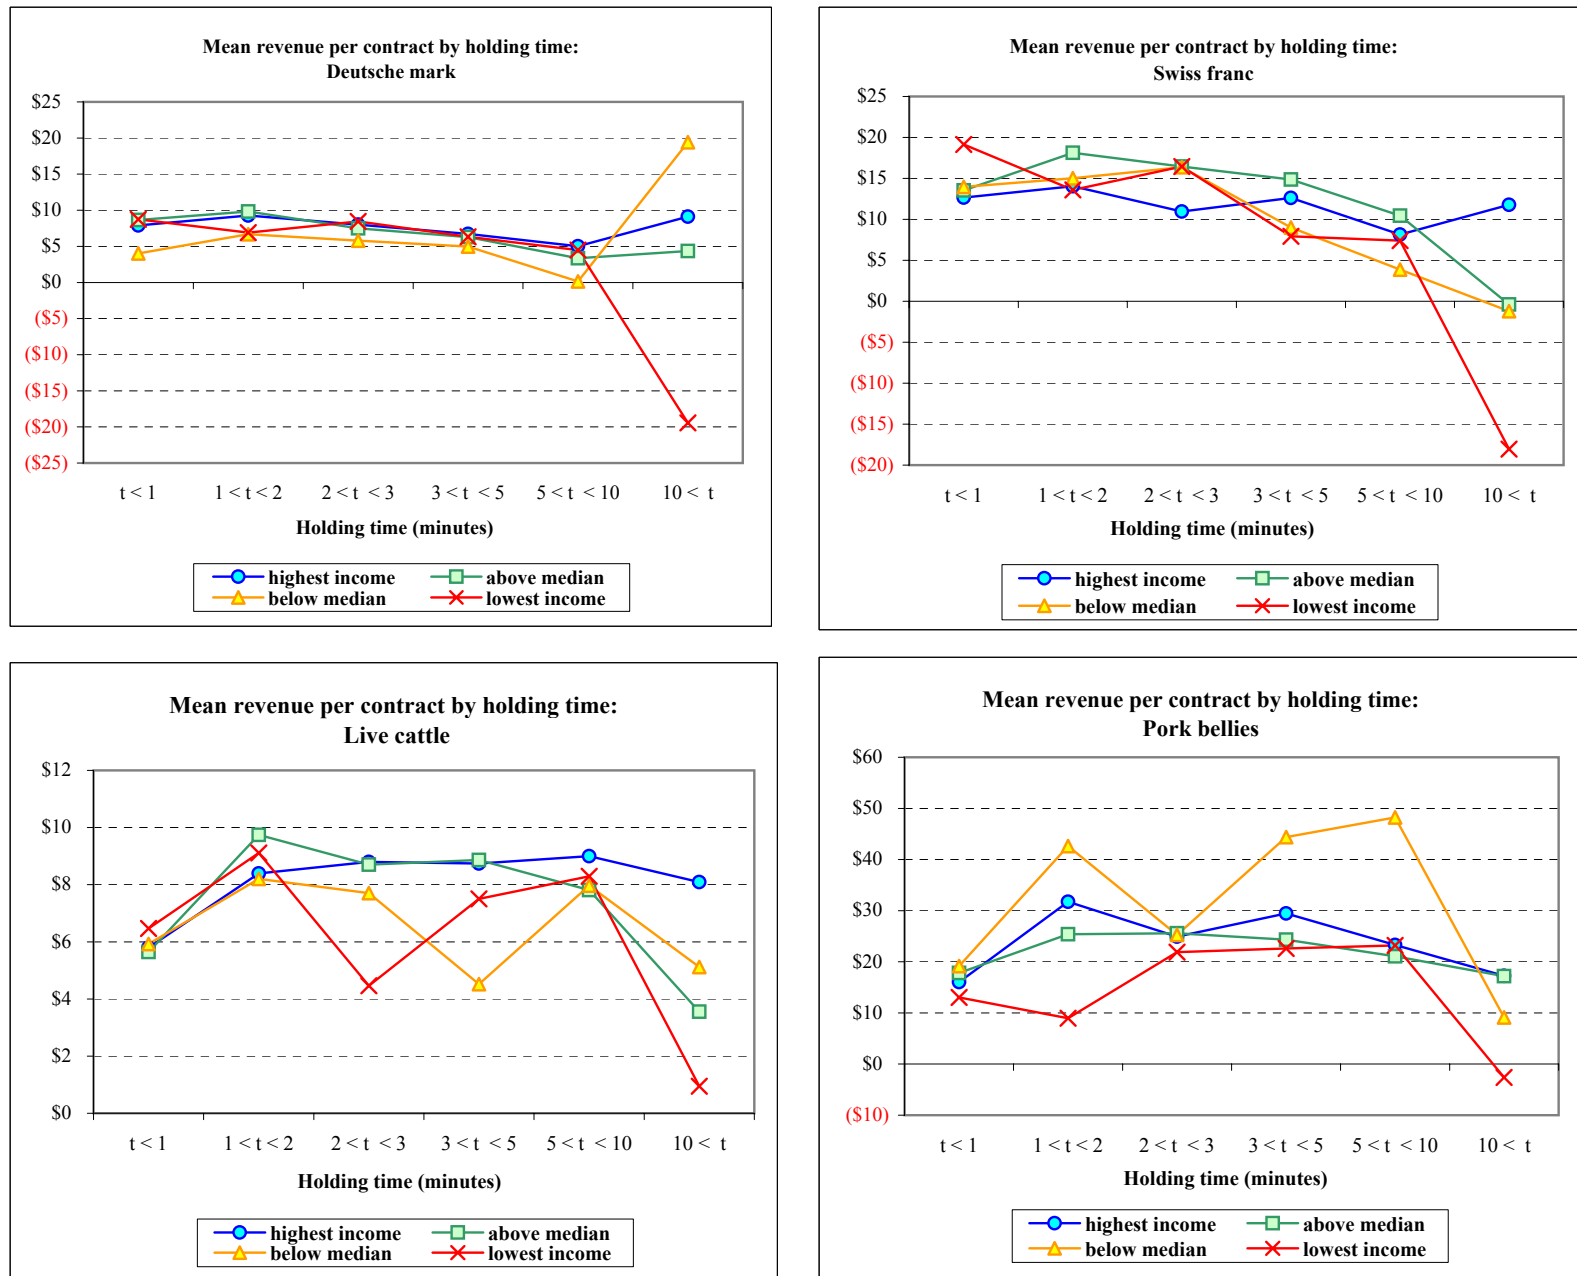 Mean revenue per contract by holding time:
Deutsche mark
$25
$20
$15
$10
$5
$0
($5)
($10)
($15)
($20)
($25)
t < 1
1 < t < 2
2 < t < 3
3 < t < 5
5 < t < 10
10 < t
Holding time (minutes)
highest income
above median
below median
lowest income
Mean revenue per contract by holding time:
Swiss franc
$25
$20
$15
$10
$5
$0
($5)
($10)
($15)
($20)
t < 1
1 < t < 2
2 < t < 3
3 < t < 5
5 < t < 10
10 < t
Holding time (minutes)
highest income
above median
below median
lowest income
Mean revenue per contract by holding time:
Live cattle
$12
$10
$8
$6
$4
$2
$0
t < 1
1 < t < 2
2 < t < 3
3 < t < 5
5 < t < 10
10 < t
Holding time (minutes)
highest income
above median
below median
lowest income
Mean revenue per contract by holding time:
Pork bellies
$60
$50
$40
$30
$20
$10
$0
($10)
t < 1
1 < t < 2
2 < t < 3
3 < t < 5
5 < t < 10
10 < t
Holding time (minutes)
highest income
above median
below median
lowest income